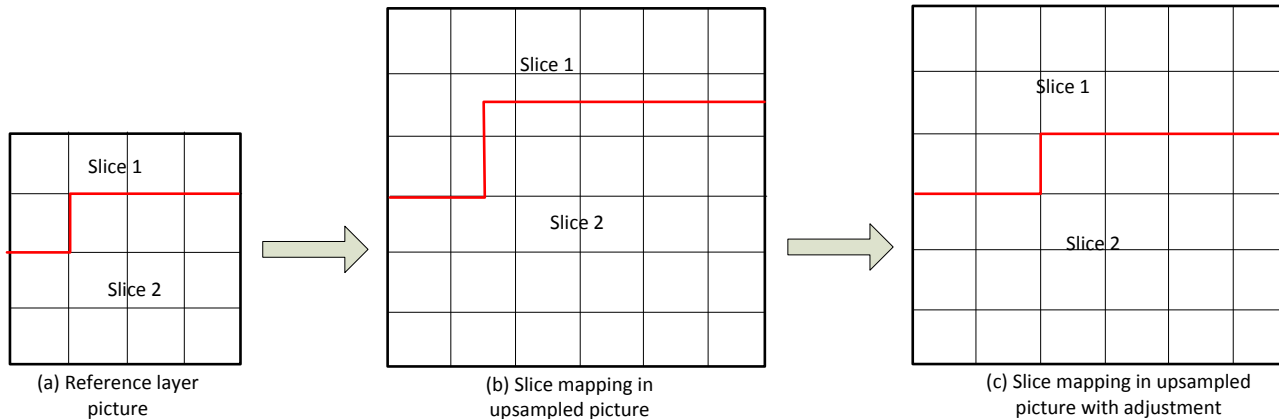 Slice 1
Slice 2
(a) Reference layer
picture
Slice 1
Slice 2
(b) Slice mapping in
upsampled picture
Slice 1
Slice 2
(c) Slice mapping in upsampled
picture with adjustment